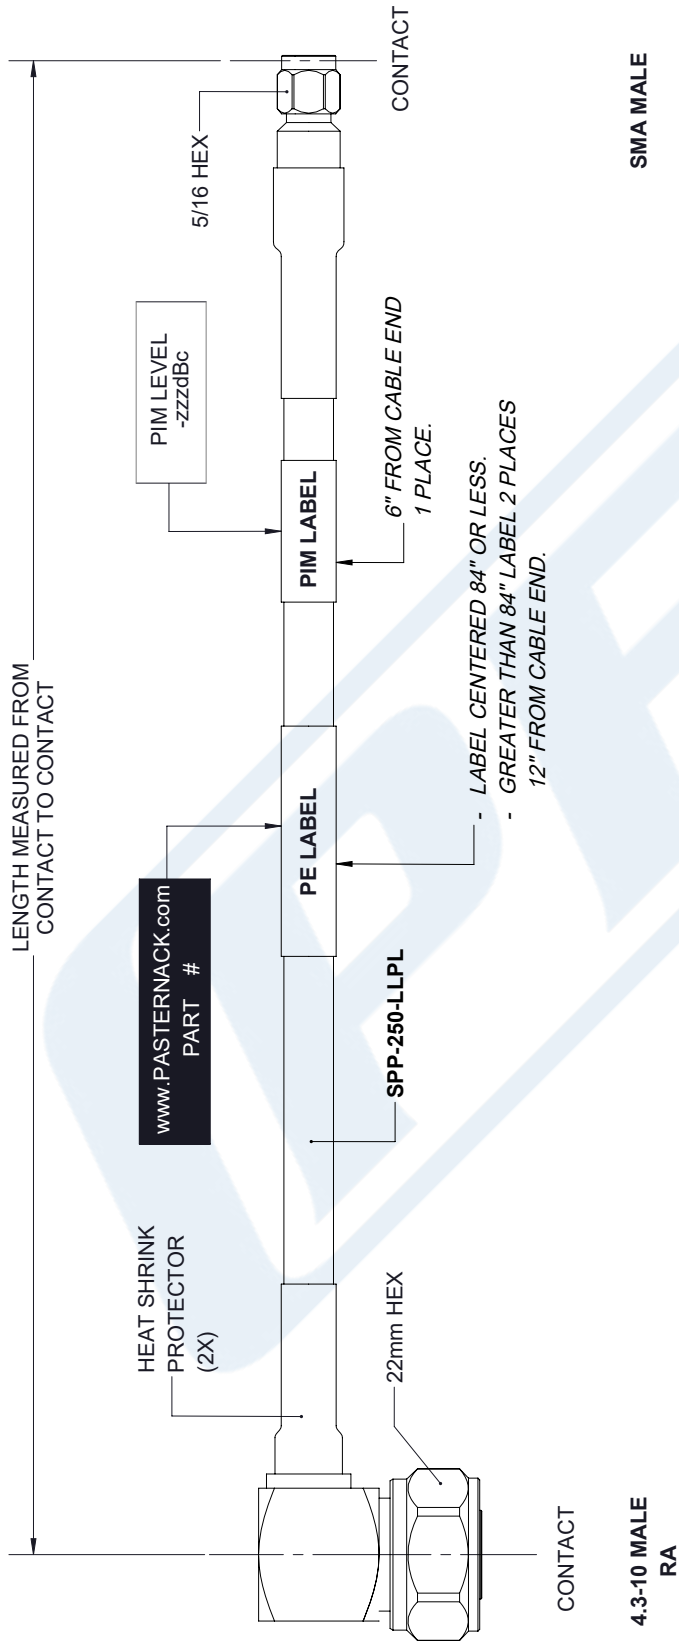 LENGTH MEASURED FROM
CONTACT TO CONTACT
HEAT SHRINK
PROTECTOR
(2X)
www.PASTERNACK.com
PART #
PIM LEVEL
-zzzdBc
5/16 HEX
PE LABEL
PIM LABEL
22mm HEX
SPP-250-LLPL
- LABEL CENTERED 84" OR LESS.
- GREATER THAN 84" LABEL 2 PLACES
12" FROM CABLE END.
6" FROM CABLE END
1 PLACE.
CONTACT
CONTACT
4.3-10 MALE
RA
SMA MALE